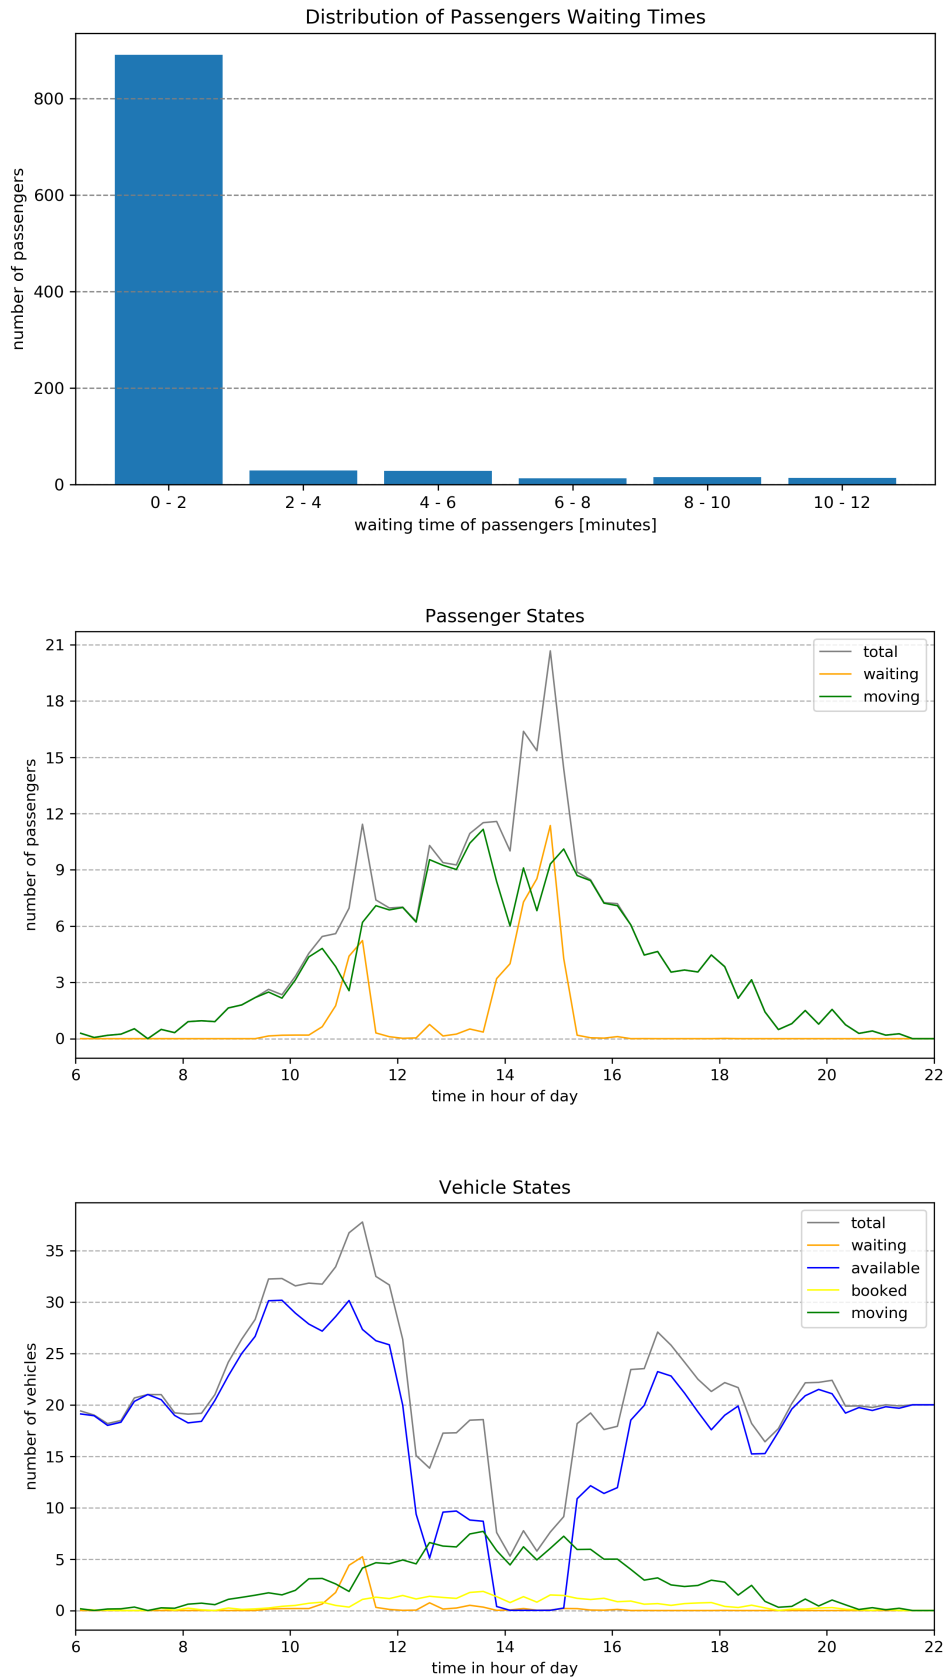 Distribution of Passengers Waiting Times
number of passengers
800
600
400
200
0
0 - 2 2 - 4 4 - 6 6 - 8 8 - 10 10 - 12
waiting time of passengers [minutes]
Passenger States
number of passengers
21
18
15
12
9
6
3
0
total
waiting
moving
6 8 10 12 14 16 18 20 22
time in hour of day
Vehicle States
number of vehicles
35
30
25
20
15
10
5
0
total
waiting
available
booked
moving
6 8 10 12 14 16 18 20 22
time in hour of day